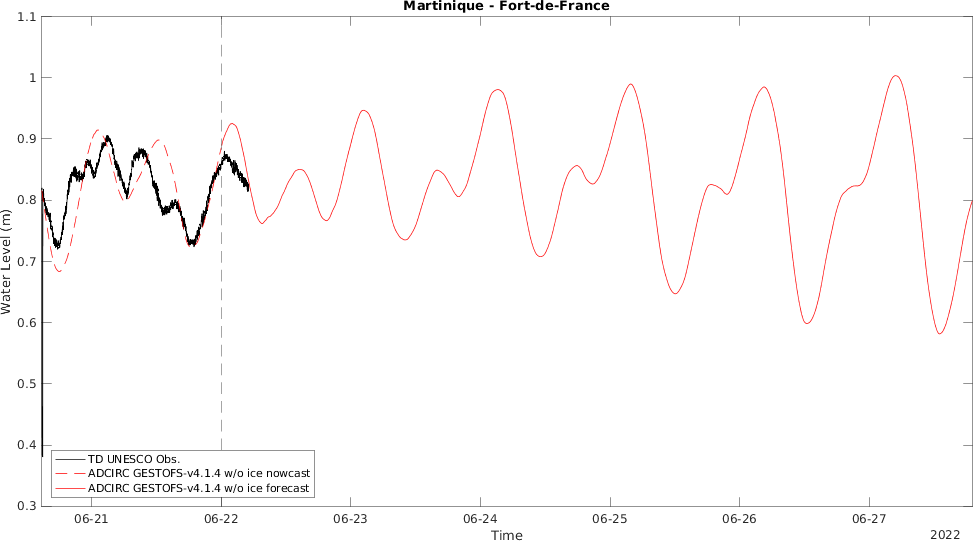 Martinique - Fort-de-France
Water Level (m)
1.1
1
0.9
0.8
0.7
0.6
0.5
0.4
0.3
TD UNESCO Obs.
ADCIRC GESTOFS-v4.1.4 w/o ice nowcast
ADCIRC GESTOFS-v4.1.4 w/o ice forecast
06-21 06-22 06-23 06-24 06-25 06-26 06-27
Time
2022